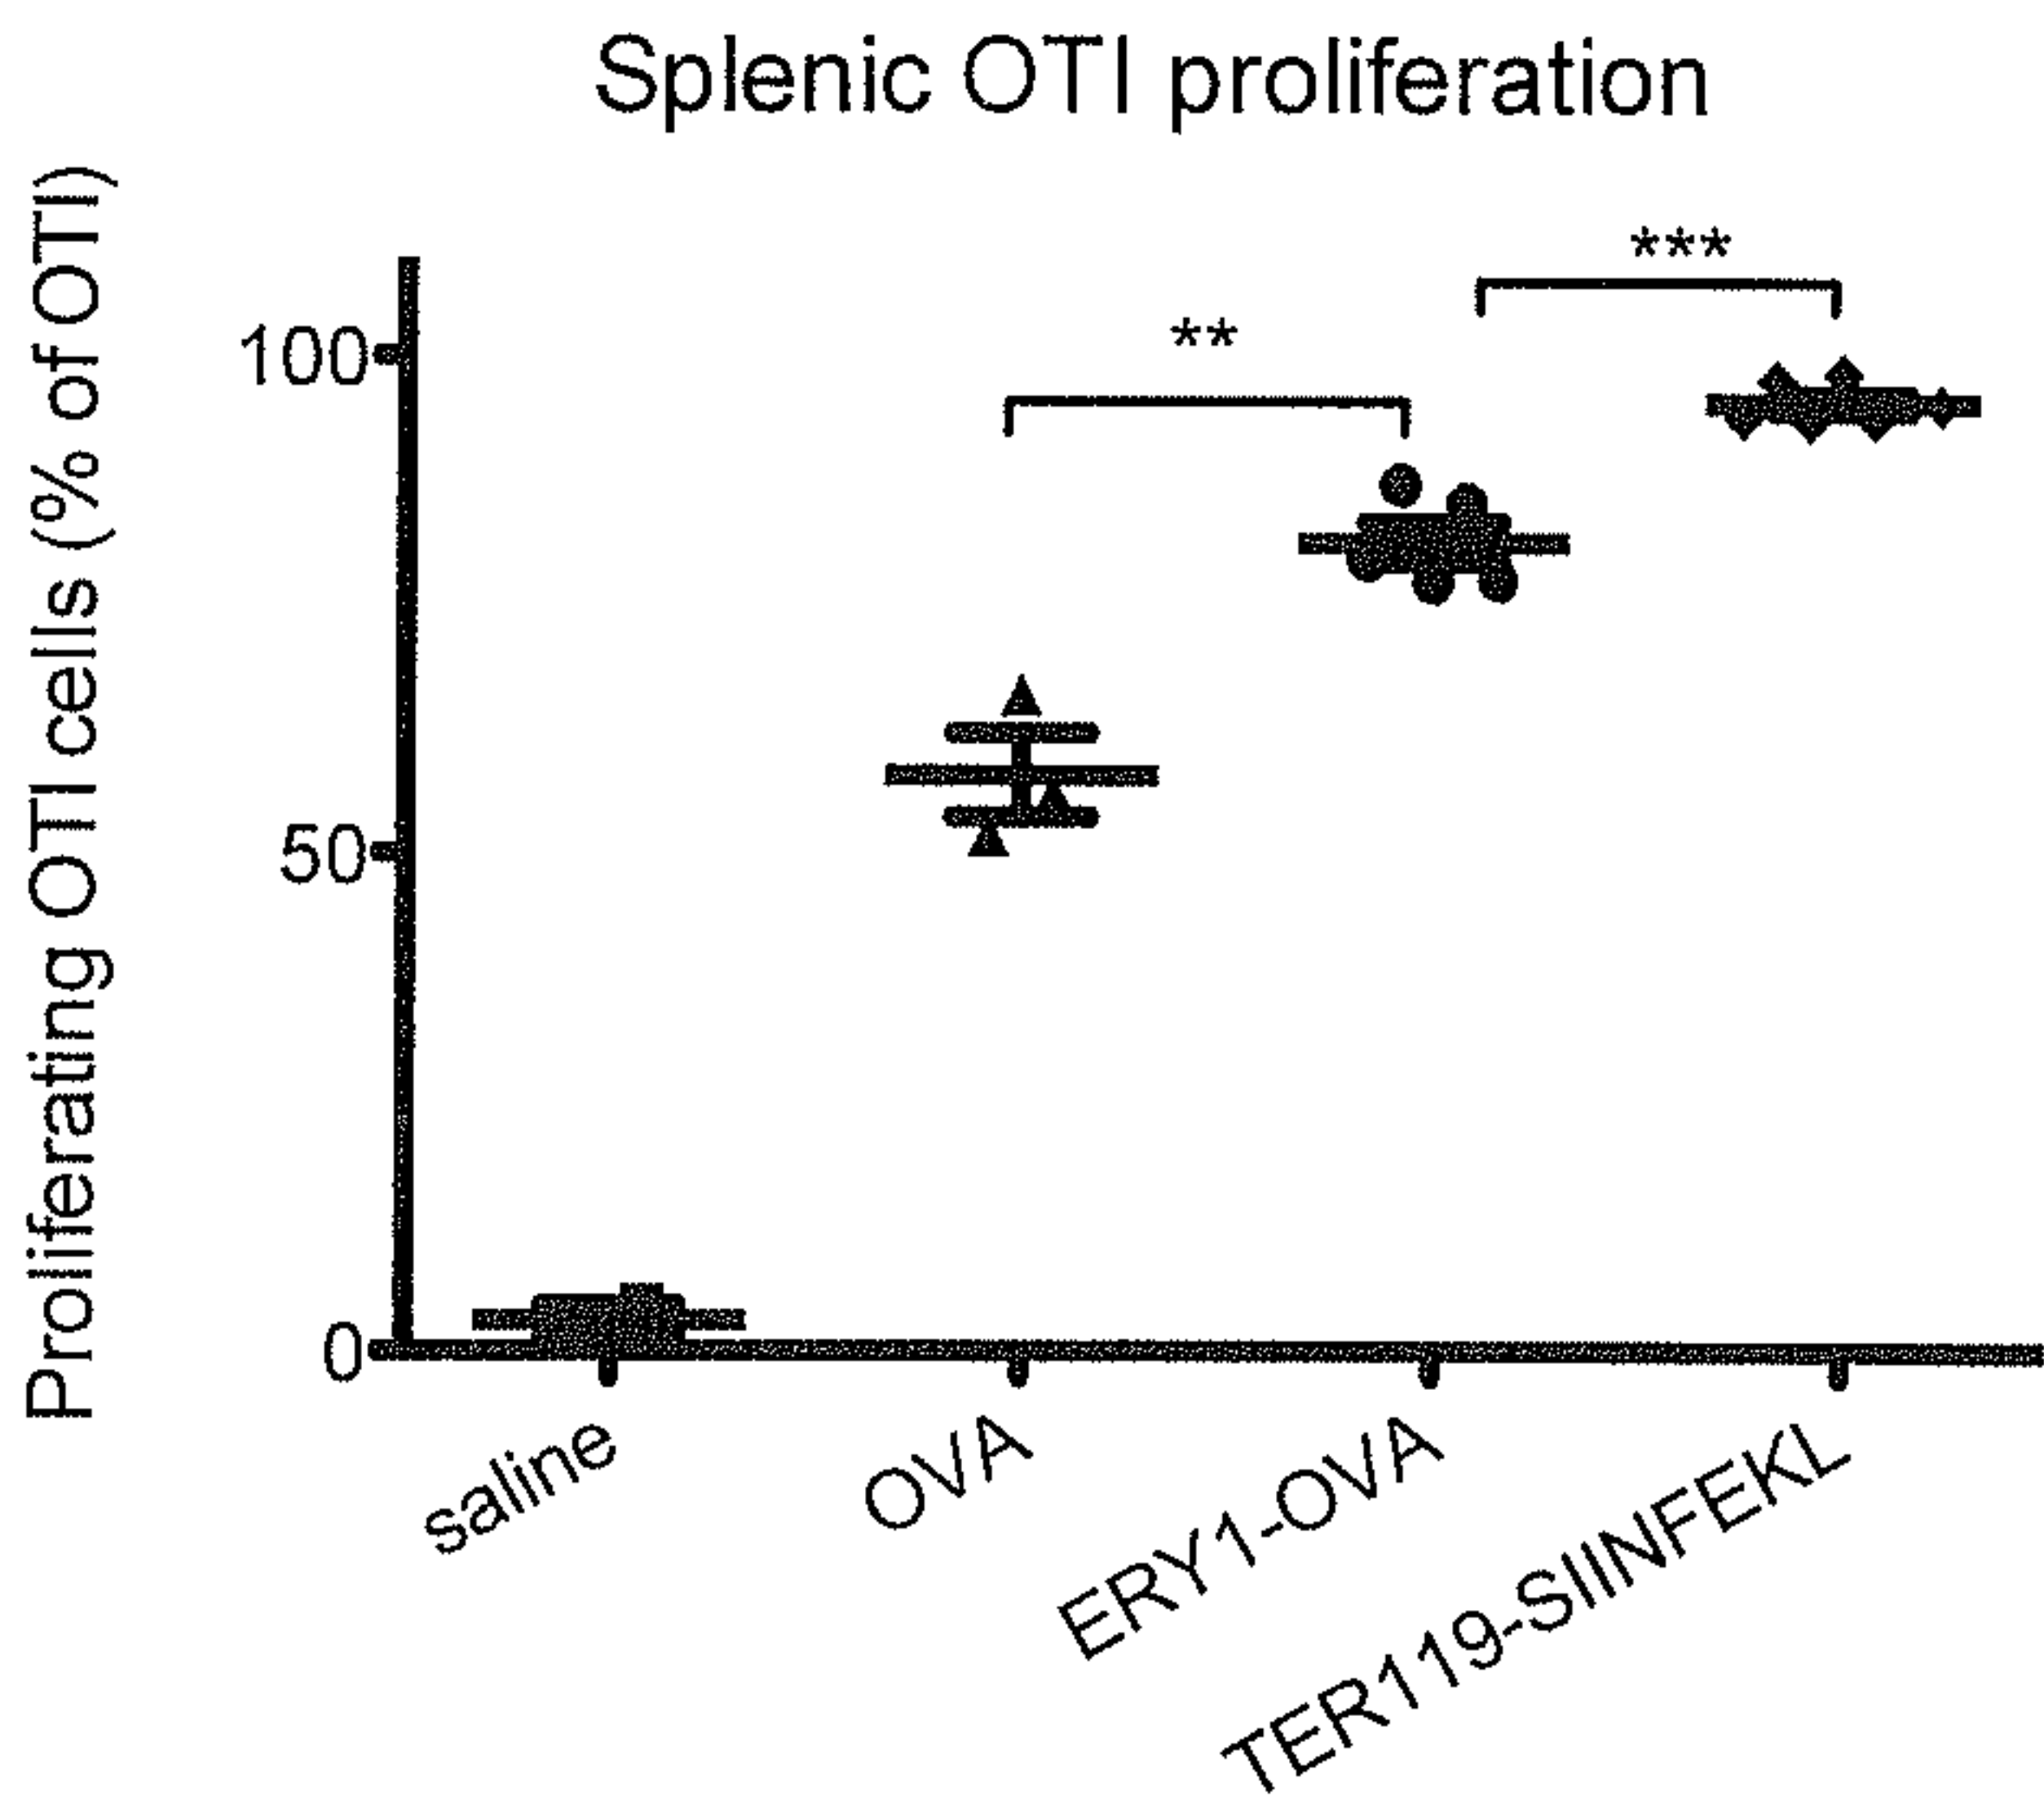 Splenic OTI proliferation
Proliferating OTI cells (% of OTI)
100
50
0
**
***
saline
OVA
ERY1-OVA
TER119-SIINFEKL